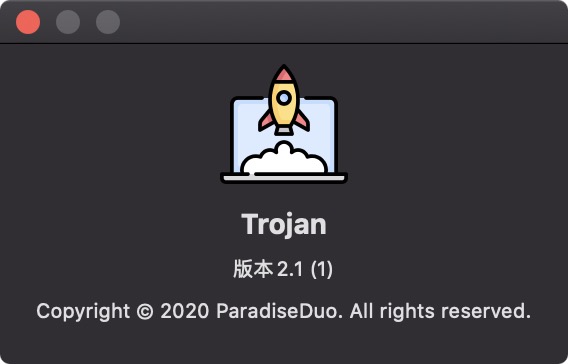 Trojan
版本 2.1 (1)
Copyright © 2020 ParadiseDuo. All rights reserved.